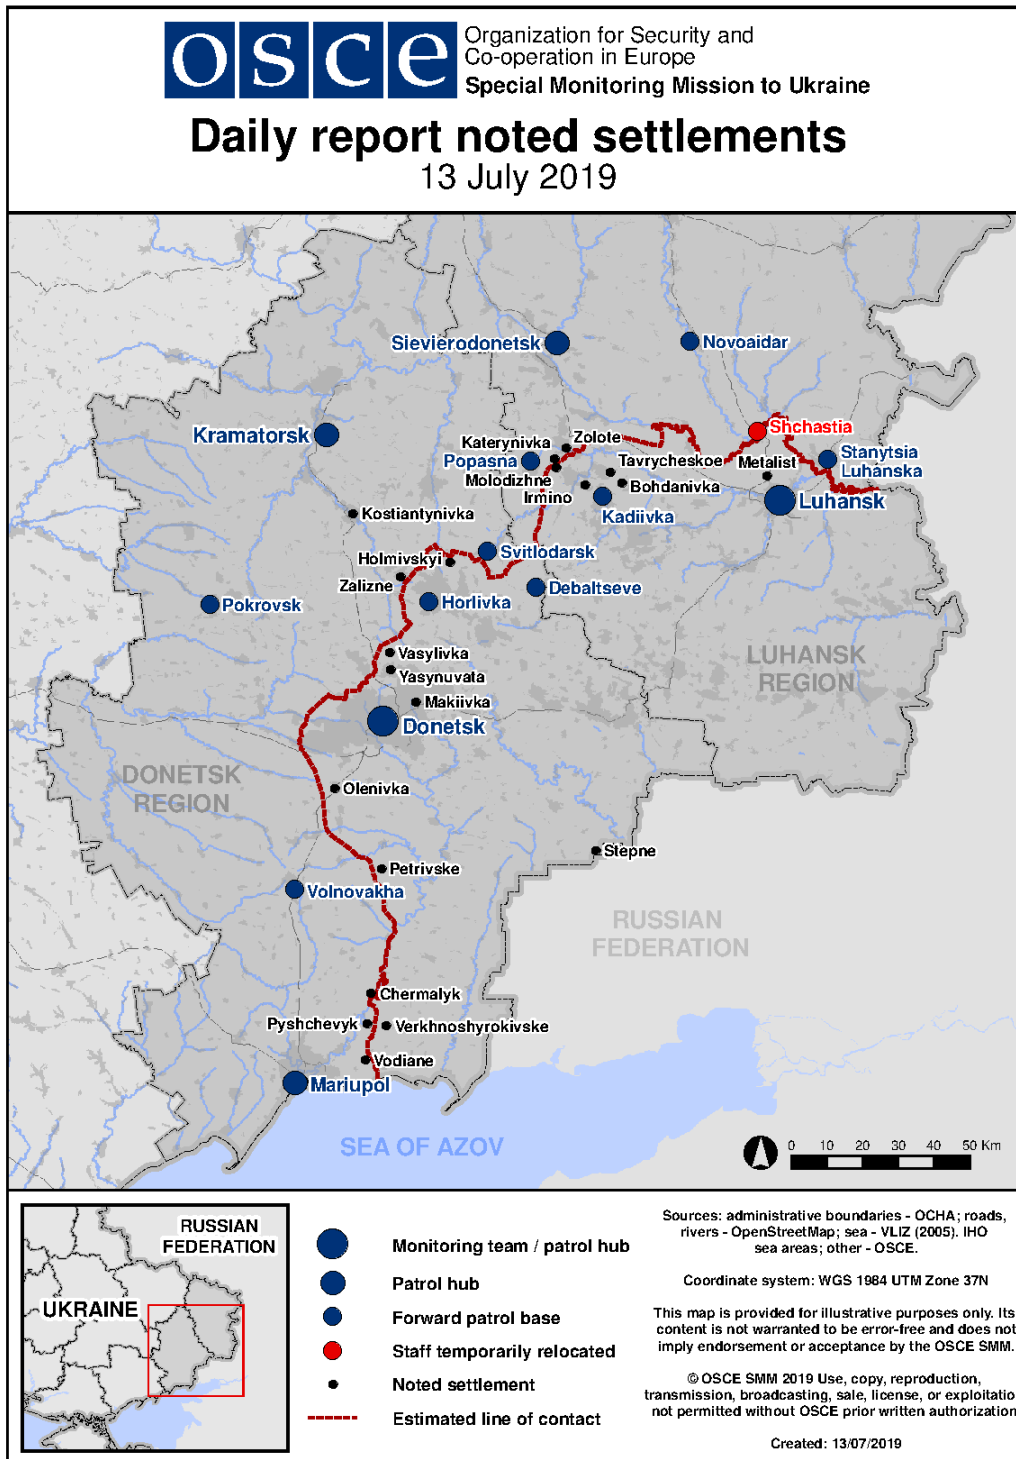 osce
Organization for Security and
Co-operation in Europe
Special Monitoring Mission to Ukraine
Daily report noted settlements
13 July 2019
Sievierodonetsk
Novoaidar
Kramatorsk
Shchastia
Katerynivka
Zolote
Popasna
Tavrycheskoe
Metalist
Stanytsia
Luhanska
Molodizhne
Irmino
Bohdanivka
Kadiivka
Luhansk
Kostiantynivka
Svitlodarsk
Holmivskyi
Zalizne
Debaltseve
Pokrovsk
Horlivka
Vasylivka
Yasynuvata
LUHANSK
REGION
Makiivka
Donetsk
DONETSK
REGION
Olenivka
Stepne
Petrivske
Volnovakha
RUSSIAN
FEDERATION
Chermalyk
Pyshchevyk
Verkhnoshyrokivske
Vodiane
Mariupol
SEA OF AZOV
0 10 20 30 40 50 Km
RUSSIAN
FEDERATION
UKRAINE
Monitoring team / patrol hub
Patrol hub
Forward patrol base
Staff temporarily relocated
Noted settlement
Estimated line of contact
Sources: administrative boundaries - OCHA; roads,
rivers - OpenStreetMap; sea - VLIZ (2005). IHO
sea areas; other - OSCE.
Coordinate system: WGS 1984 UTM Zone 37N
This map is provided for illustrative purposes only. Its
content is not warranted to be error-free and does not
imply endorsement or acceptance by the OSCE SMM.
© OSCE SMM 2019 Use, copy, reproduction,
transmission, broadcasting, sale, license, or exploitatio
not permitted without OSCE prior written authorization
Created: 13/07/2019